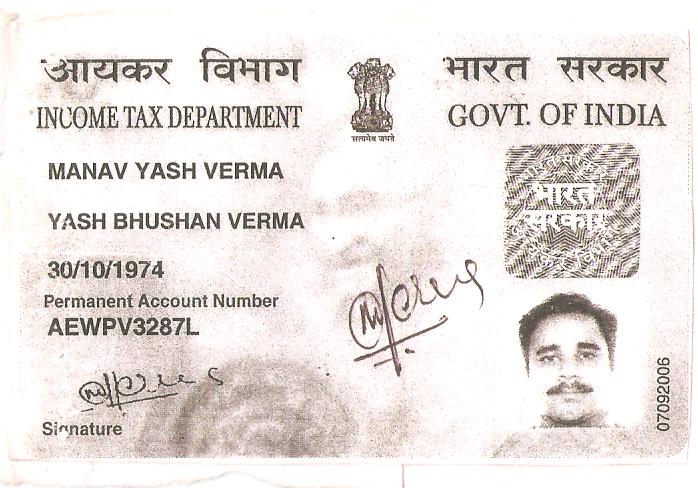 आयकर विभाग
INCOME TAX DEPARTMENT
भारत सरकार
GOVT. OF INDIA
सत्यमेव जयते
MANAV YASH VERMA
YASH BHUSHAN VERMA
30/10/1974
Permanent Account Number
AEWPV3287L
Signature
भारत
सरकार
07092006